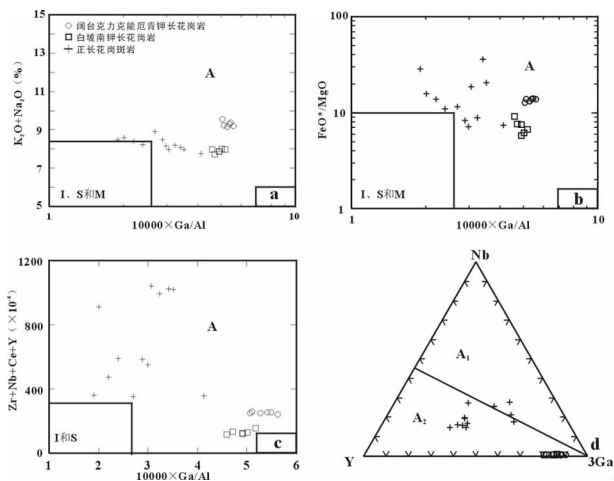 ○ 阔台克力克能厄肯钾长花岗岩
□ 白坡南钾长花岗岩
+ 正长花岗斑岩
K₂O+Na₂O（%）
15
13
11
9
7
5
A
I、S和M
a
1
10
10000×Ga/Al
FeO*/MgO
100
10
1
A
I、S和M
b
1
10
10000×Ga/Al
Zr+Nb+Ce+Y（×10⁻⁶）
1200
800
400
0
A
I和S
c
1
2
3
4
5
6
10000×Ga/Al
Nb
A₁
A₂
d
Y
3Ga